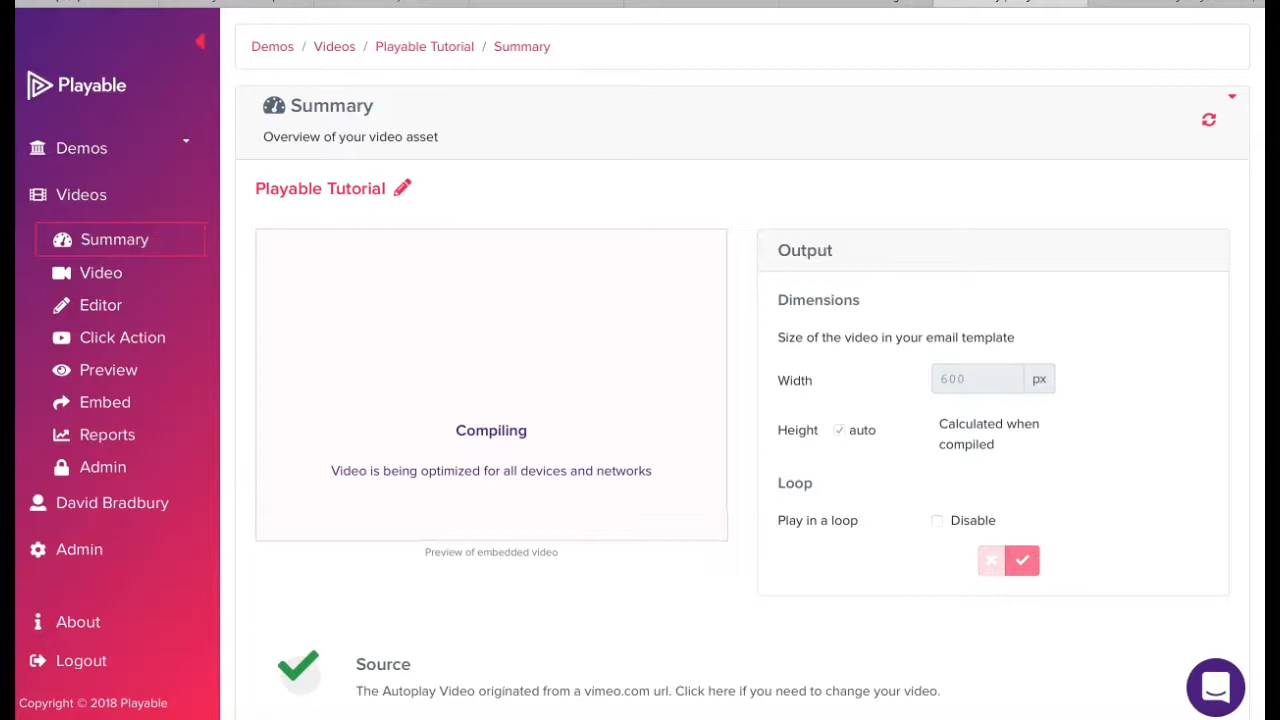 Demos / Videos / Playable Tutorial / Summary
Playable
Demos
Videos
Summary
Video
Editor
Click Action
Preview
Embed
Reports
Admin
David Bradbury
Admin
About
Logout
Copyright © 2018 Playable
Summary
Overview of your video asset
Playable Tutorial
Compiling
Video is being optimized for all devices and networks
Preview of embedded video
Output
Dimensions
Size of the video in your email template
Width 600 px
Height auto Calculated when
compiled
Loop
Play in a loop Disable
Source
The Autoplay Video originated from a vimeo.com url. Click here if you need to change your video.